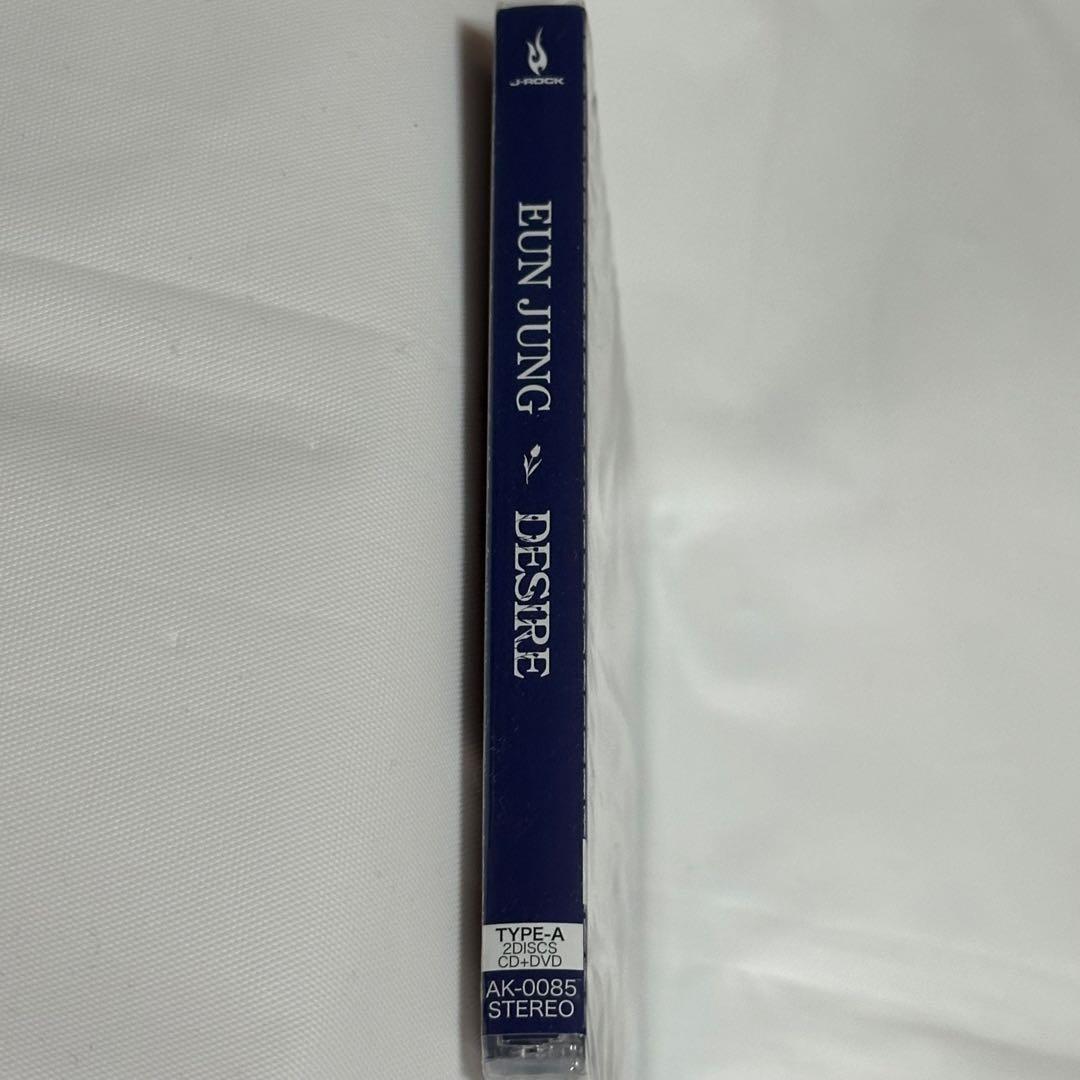 J-ROCK
EUN JUNG DESIRE
TYPE-A
2DISCS
CD+DVD
AK-0085
STEREO